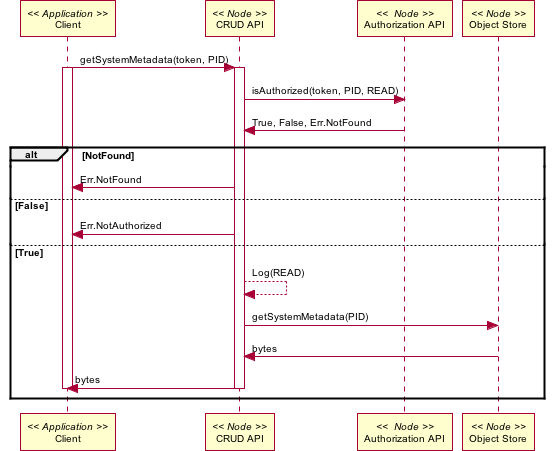 << Application >>
Client
<< Node >>
CRUD API
<< Node >>
Authorization API
<< Node >>
Object Store
getSystemMetadata(token, PID)
isAuthorized(token, PID, READ)
True, False, Err.NotFound
alt
[NotFound]
Err.NotFound
[False]
Err.NotAuthorized
[True]
Log(READ)
getSystemMetadata(PID)
bytes
bytes
<< Application >>
Client
<< Node >>
CRUD API
<< Node >>
Authorization API
<< Node >>
Object Store